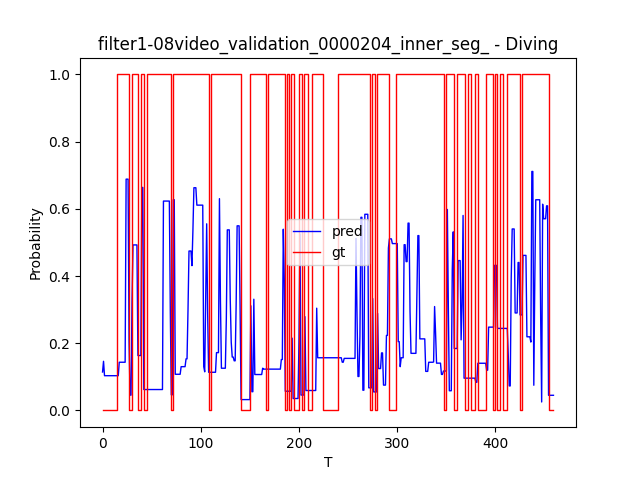 filter1-08video_validation_0000204_inner_seg_ - Diving
1.0
0.8
0.6
0.4
0.2
0.0
Probability
pred
gt
0
100
200
300
400
T